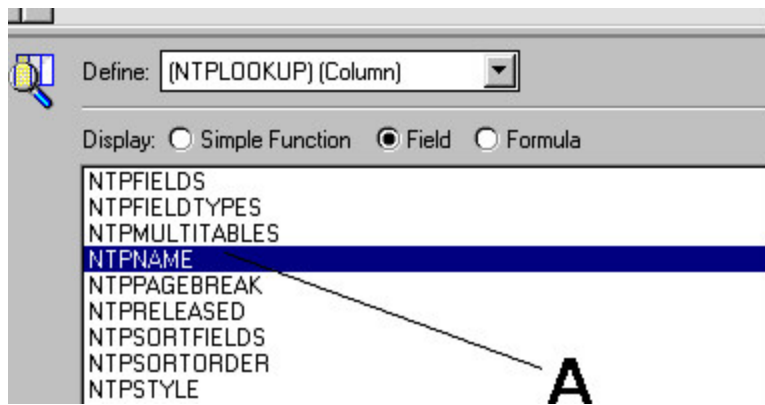 Define: (NTPLOOKUP) (Column)
Display: Simple Function Field Formula
NTPFIELDS
NTPFIELDTYPES
NTPMULTITABLES
NTPNAME
NTPPAGEBREAK
NTPRELEASED
NTPSORTFIELDS
NTPSORTORDER
NTPSTYLE
A